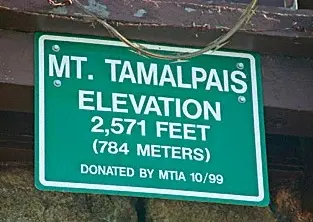 MT. TAMALPAIS
ELEVATION
2,571 FEET
(784 METERS)
DONATED BY MTIA 10/99